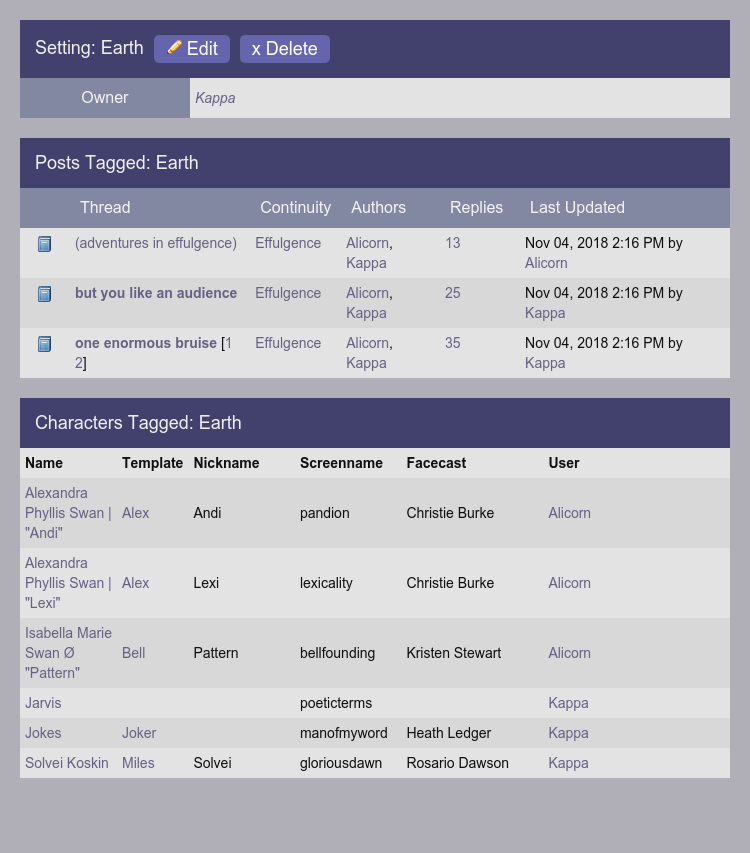 Setting: Earth Edit x Delete
Owner Kappa
Posts Tagged: Earth
Thread Continuity Authors Replies Last Updated
(adventures in effulgence) Effulgence Alicorn, 13 Nov 04, 2018 2:16 PM by
Kappa Alicorn
but you like an audience Effulgence Alicorn, 25 Nov 04, 2018 2:16 PM by
Kappa Kappa
one enormous bruise [1 Effulgence Alicorn, 35 Nov 04, 2018 2:16 PM by
2] Kappa Kappa
Characters Tagged: Earth
Name Template Nickname Screenname Facecast User
Alexandra
Phyllis Swan | Alex Andi pandion Christie Burke Alicorn
"Andi"
Alexandra
Phyllis Swan | Alex Lexi lexicality Christie Burke Alicorn
"Lexi"
Isabella Marie
Swan Ø Bell Pattern bellfounding Kristen Stewart Alicorn
"Pattern"
Jarvis poeticterms Kappa
Jokes Joker manofmyword Heath Ledger Kappa
Solvei Koskin Miles Solvei gloriousdawn Rosario Dawson Kappa